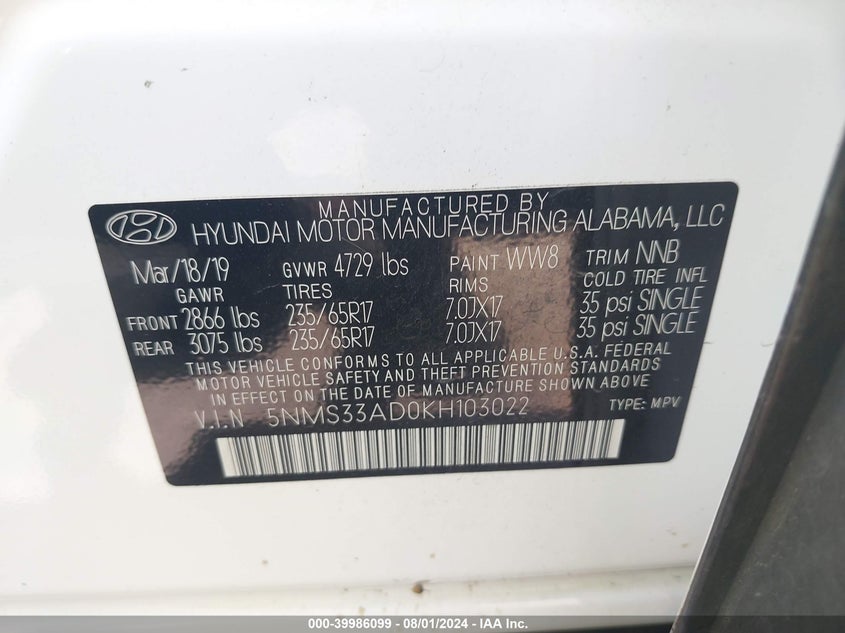 MANUFACTURED BY
HYUNDAI MOTOR MANUFACTURING ALABAMA, LLC
Mar/18/19 GVWR 4729 lbs PAINT WW8 TRIM NNB
GAWR TIRES RIMS COLD TIRE INFL
FRONT 2866 lbs 235/65R17 7.0JX17 35 psi SINGLE
REAR 3075 lbs 235/65R17 7.0JX17 35 psi SINGLE
THIS VEHICLE CONFORMS TO ALL APPLICABLE U.S.A. FEDERAL
MOTOR VEHICLE SAFETY AND THEFT PREVENTION STANDARDS
IN EFFECT ON THE DATE OF MANUFACTURE SHOWN ABOVE
V.I.N 5NMS33AD0KH103022 TYPE: MPV
000-39986099 - 08/01/2024 - IAA Inc.